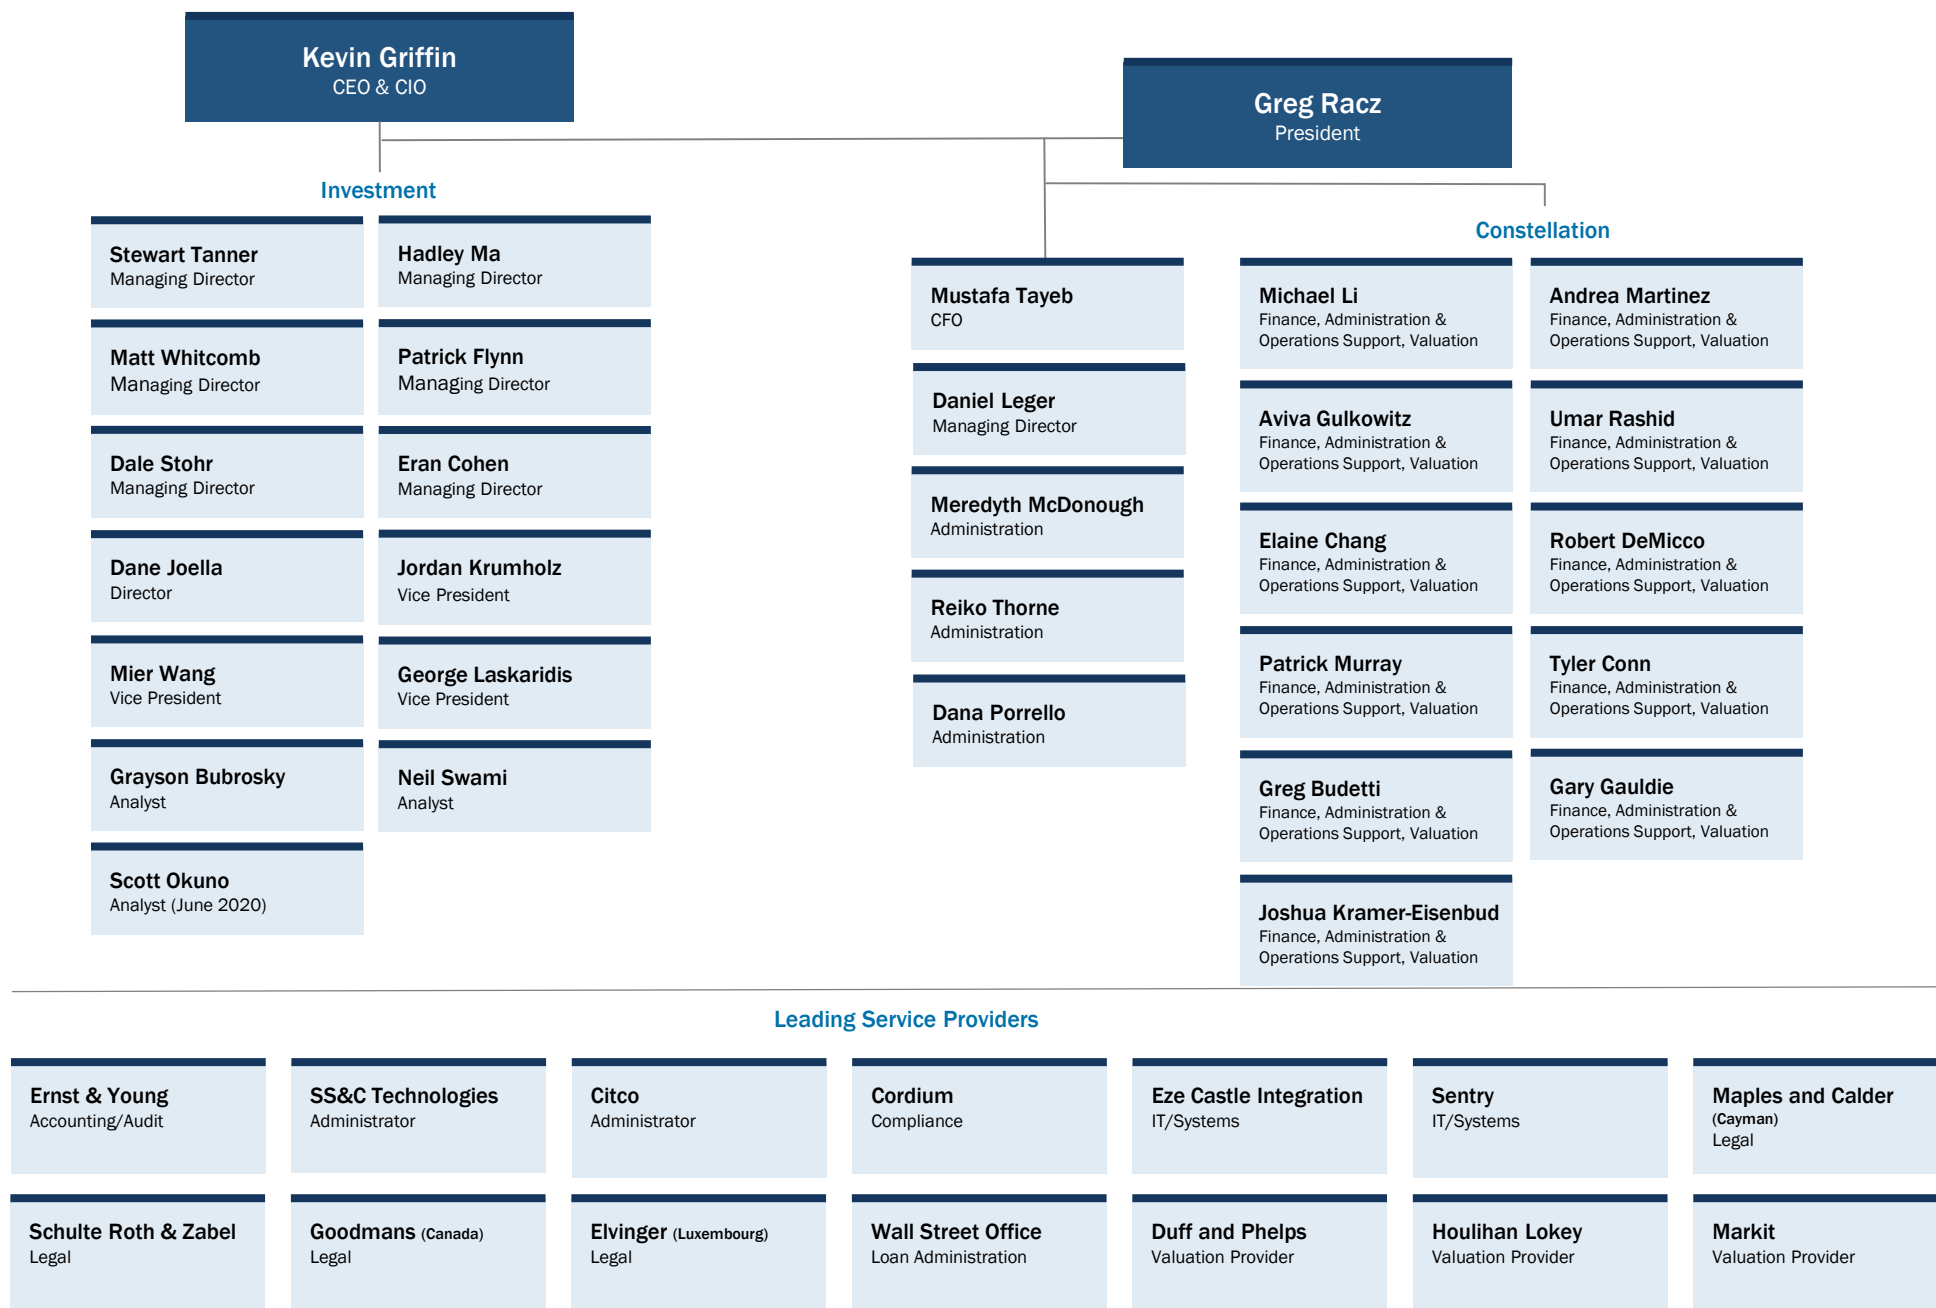 Kevin Griffin
CEO & CIO
Greg Racz
President
Investment
Stewart Tanner
Managing Director
Hadley Ma
Managing Director
Matt Whitcomb
Managing Director
Patrick Flynn
Managing Director
Dale Stohr
Managing Director
Eran Cohen
Managing Director
Dane Joella
Director
Jordan Krumholz
Vice President
Mier Wang
Vice President
George Laskaridis
Vice President
Grayson Bubrosky
Analyst
Neil Swami
Analyst
Scott Okuno
Analyst (June 2020)
Mustafa Tayeb
CFO
Daniel Leger
Managing Director
Meredyth McDonough
Administration
Reiko Thorne
Administration
Dana Porrello
Administration
Constellation
Michael Li
Finance, Administration &
Operations Support, Valuation
Andrea Martinez
Finance, Administration &
Operations Support, Valuation
Aviva Gulkowitz
Finance, Administration &
Operations Support, Valuation
Umar Rashid
Finance, Administration &
Operations Support, Valuation
Elaine Chang
Finance, Administration &
Operations Support, Valuation
Robert DeMicco
Finance, Administration &
Operations Support, Valuation
Patrick Murray
Finance, Administration &
Operations Support, Valuation
Tyler Conn
Finance, Administration &
Operations Support, Valuation
Greg Budetti
Finance, Administration &
Operations Support, Valuation
Gary Gauldie
Finance, Administration &
Operations Support, Valuation
Joshua Kramer-Eisenbud
Finance, Administration &
Operations Support, Valuation
Leading Service Providers
Ernst & Young
Accounting/Audit
SS&C Technologies
Administrator
Citco
Administrator
Cordium
Compliance
Eze Castle Integration
IT/Systems
Sentry
IT/Systems
Maples and Calder
(Cayman)
Legal
Schulte Roth & Zabel
Legal
Goodmans (Canada)
Legal
Elvinger (Luxembourg)
Legal
Wall Street Office
Loan Administration
Duff and Phelps
Valuation Provider
Houlihan Lokey
Valuation Provider
Markit
Valuation Provider